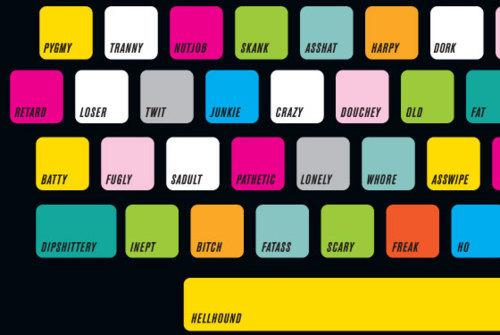 PYGMY TRANNY NUTJOB SKANK ASSHAT HARPY DORK
RETARD LOSER TWIT JUNKIE CRAZY DOUCHEY OLD FAT
BATTY FUGLY SADULT PATHETIC LONELY WHORE ASSWIPE
DIPSHITTERY INEPT BITCH FATASS SCARY FREAK HO
HELLHOUND